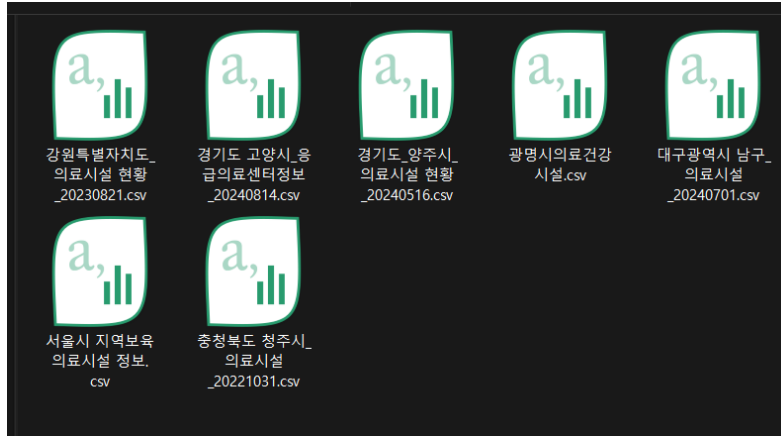 a,
a,
a,
a,
a,
강원특별자치도_
의료시설 현황
_20230821.csv
경기도 고양시_응
급의료센터정보
_20240814.csv
경기도_양주시_
의료시설 현황
_20240516.csv
광명시의료건강
시설.csv
대구광역시 남구_
의료시설
_20240701.csv
a,
a,
서울시 지역보육
의료시설 정보.
csv
충청북도 청주시_
의료시설
_20221031.csv